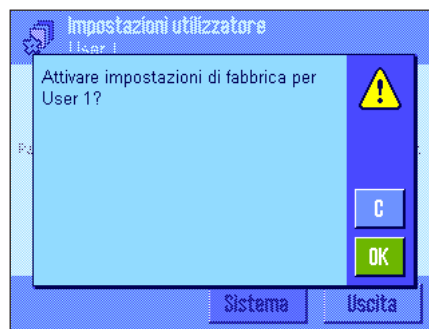 Impostazioni utilizzatore
User 1
Attivare impostazioni di fabbrica per
User 1?
C
OK
Sistema
Uscita